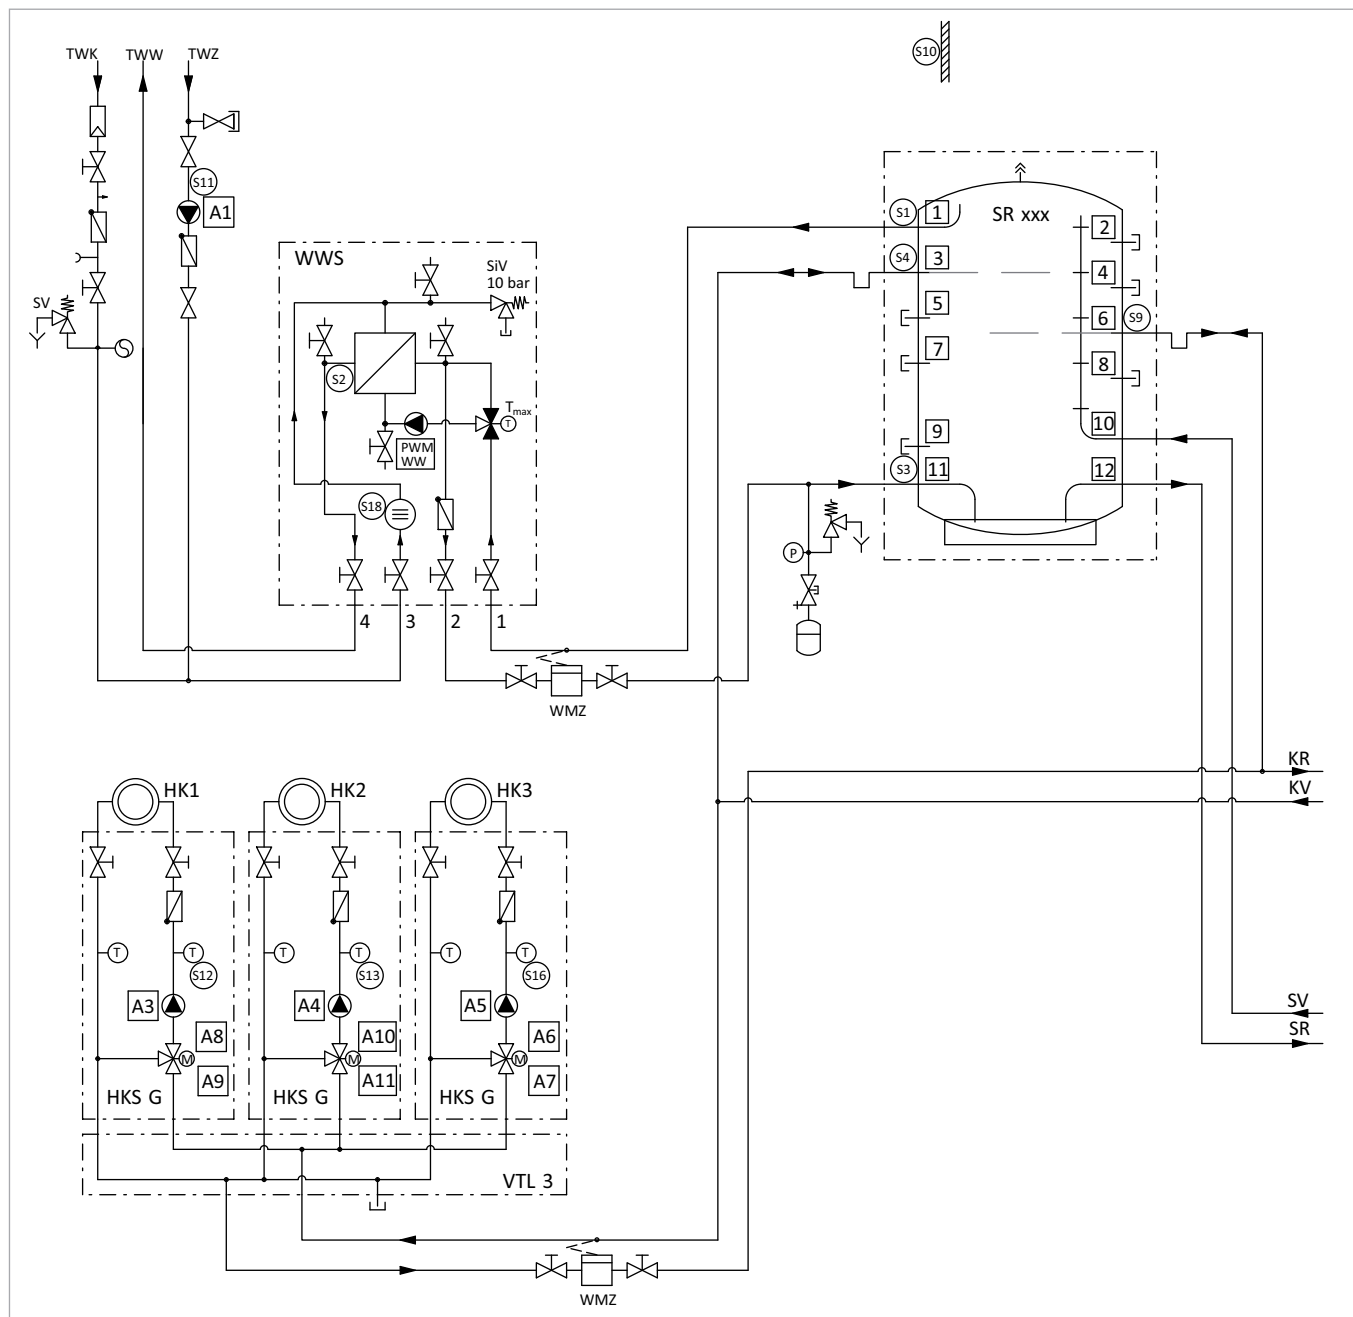 TWK TWW TWZ
S10
S11
A1
S1 1 SR xxx
2
WWS
SiV
10 bar
S4 3
4
SV
5
6 S9
7
8
S2
Tmax
T
PWM
WW
9
10
S3 11
12
S18
P
4 3 2 1
WMZ
KR
KV
HK1 HK2 HK3
T T T T T T
S12 S13 S16
A3 A4 A5
A8 A10 A6
M M M
A9 A11 A7
HKS G HKS G HKS G
SV
SR
VTL 3
WMZ